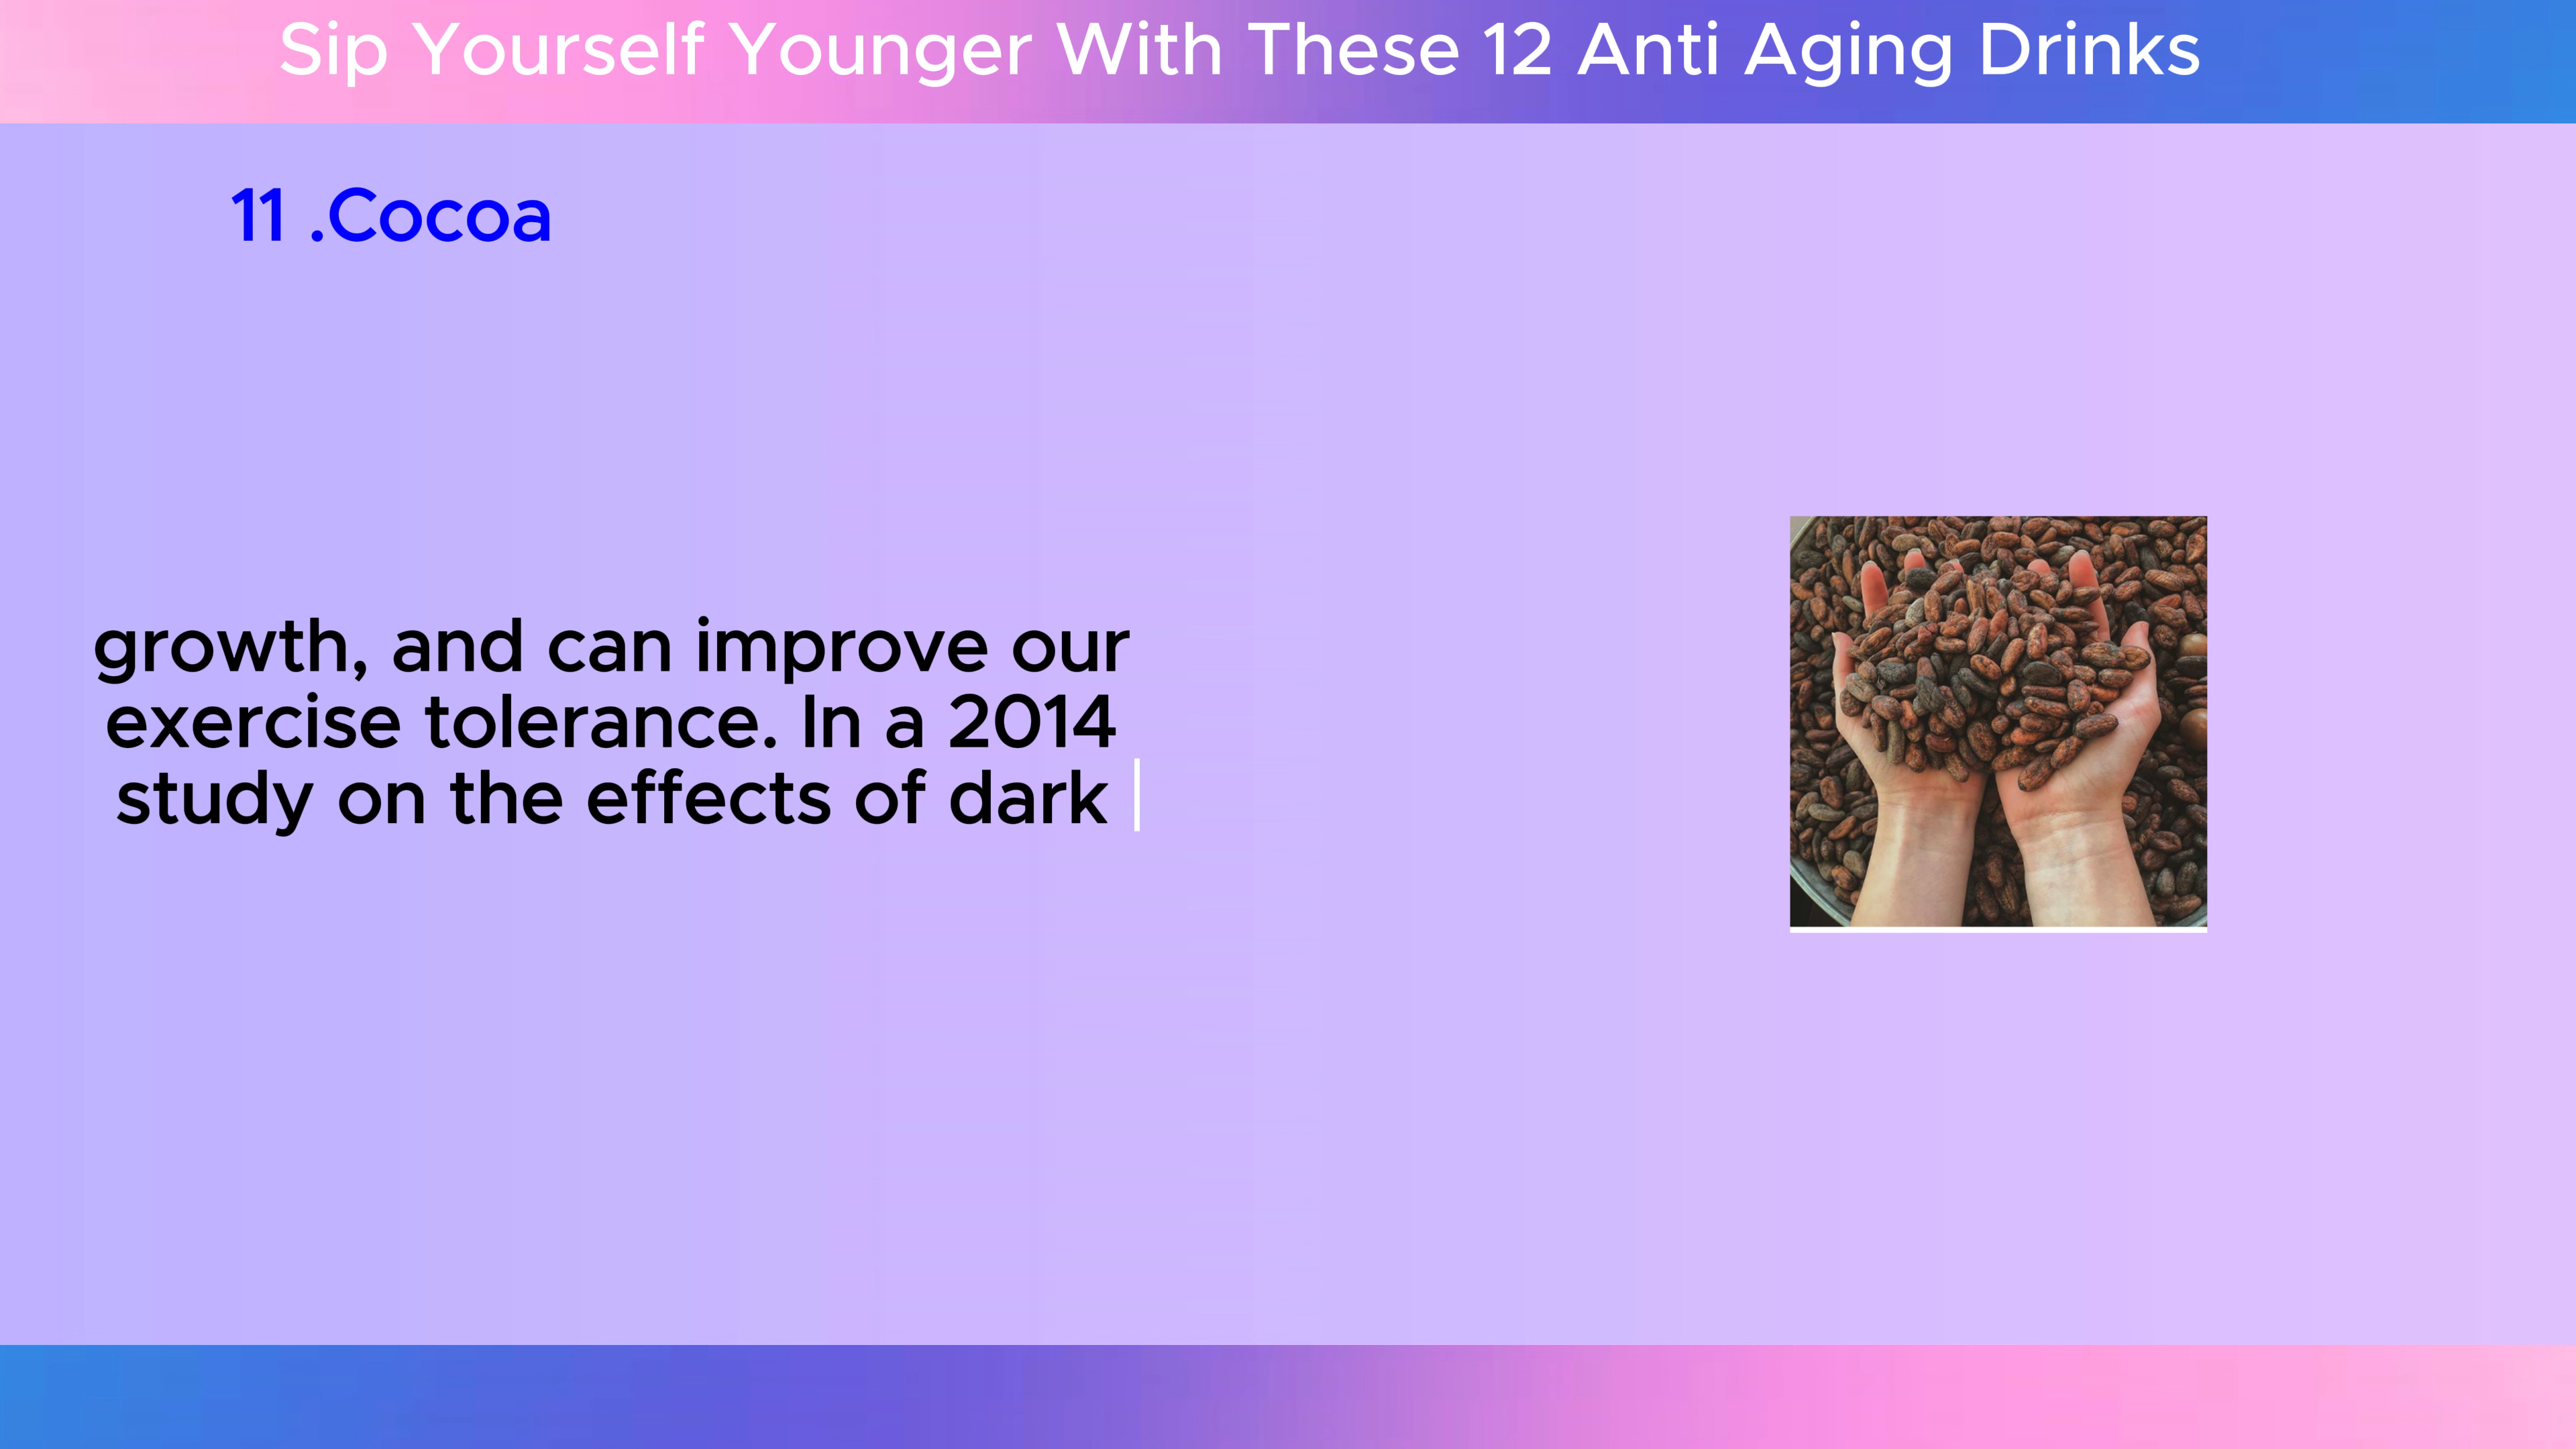 Sip Yourself Younger With These 12 Anti Aging Drinks
11 .Cocoa
growth, and can improve our
exercise tolerance. In a 2014
study on the effects of dark